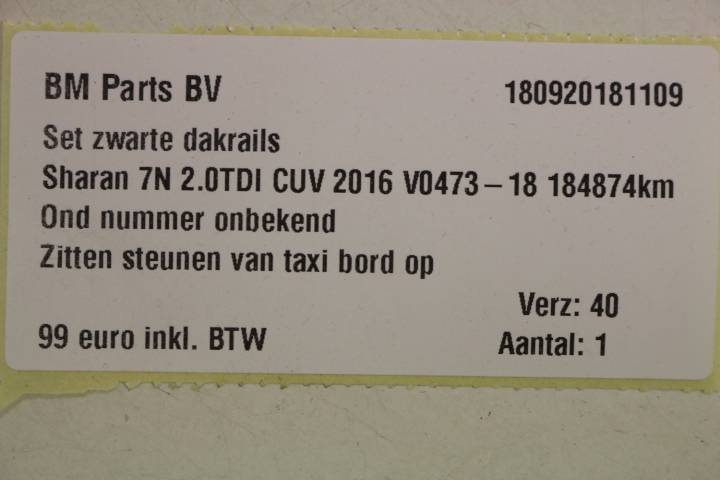 BM Parts BV 180920181109
Set zwarte dakrails
Sharan 7N 2.0TDI CUV 2016 V0473-18 184874km
Ond nummer onbekend
Zitten steunen van taxi bord op
Verz: 40
99 euro inkl. BTW Aantal: 1